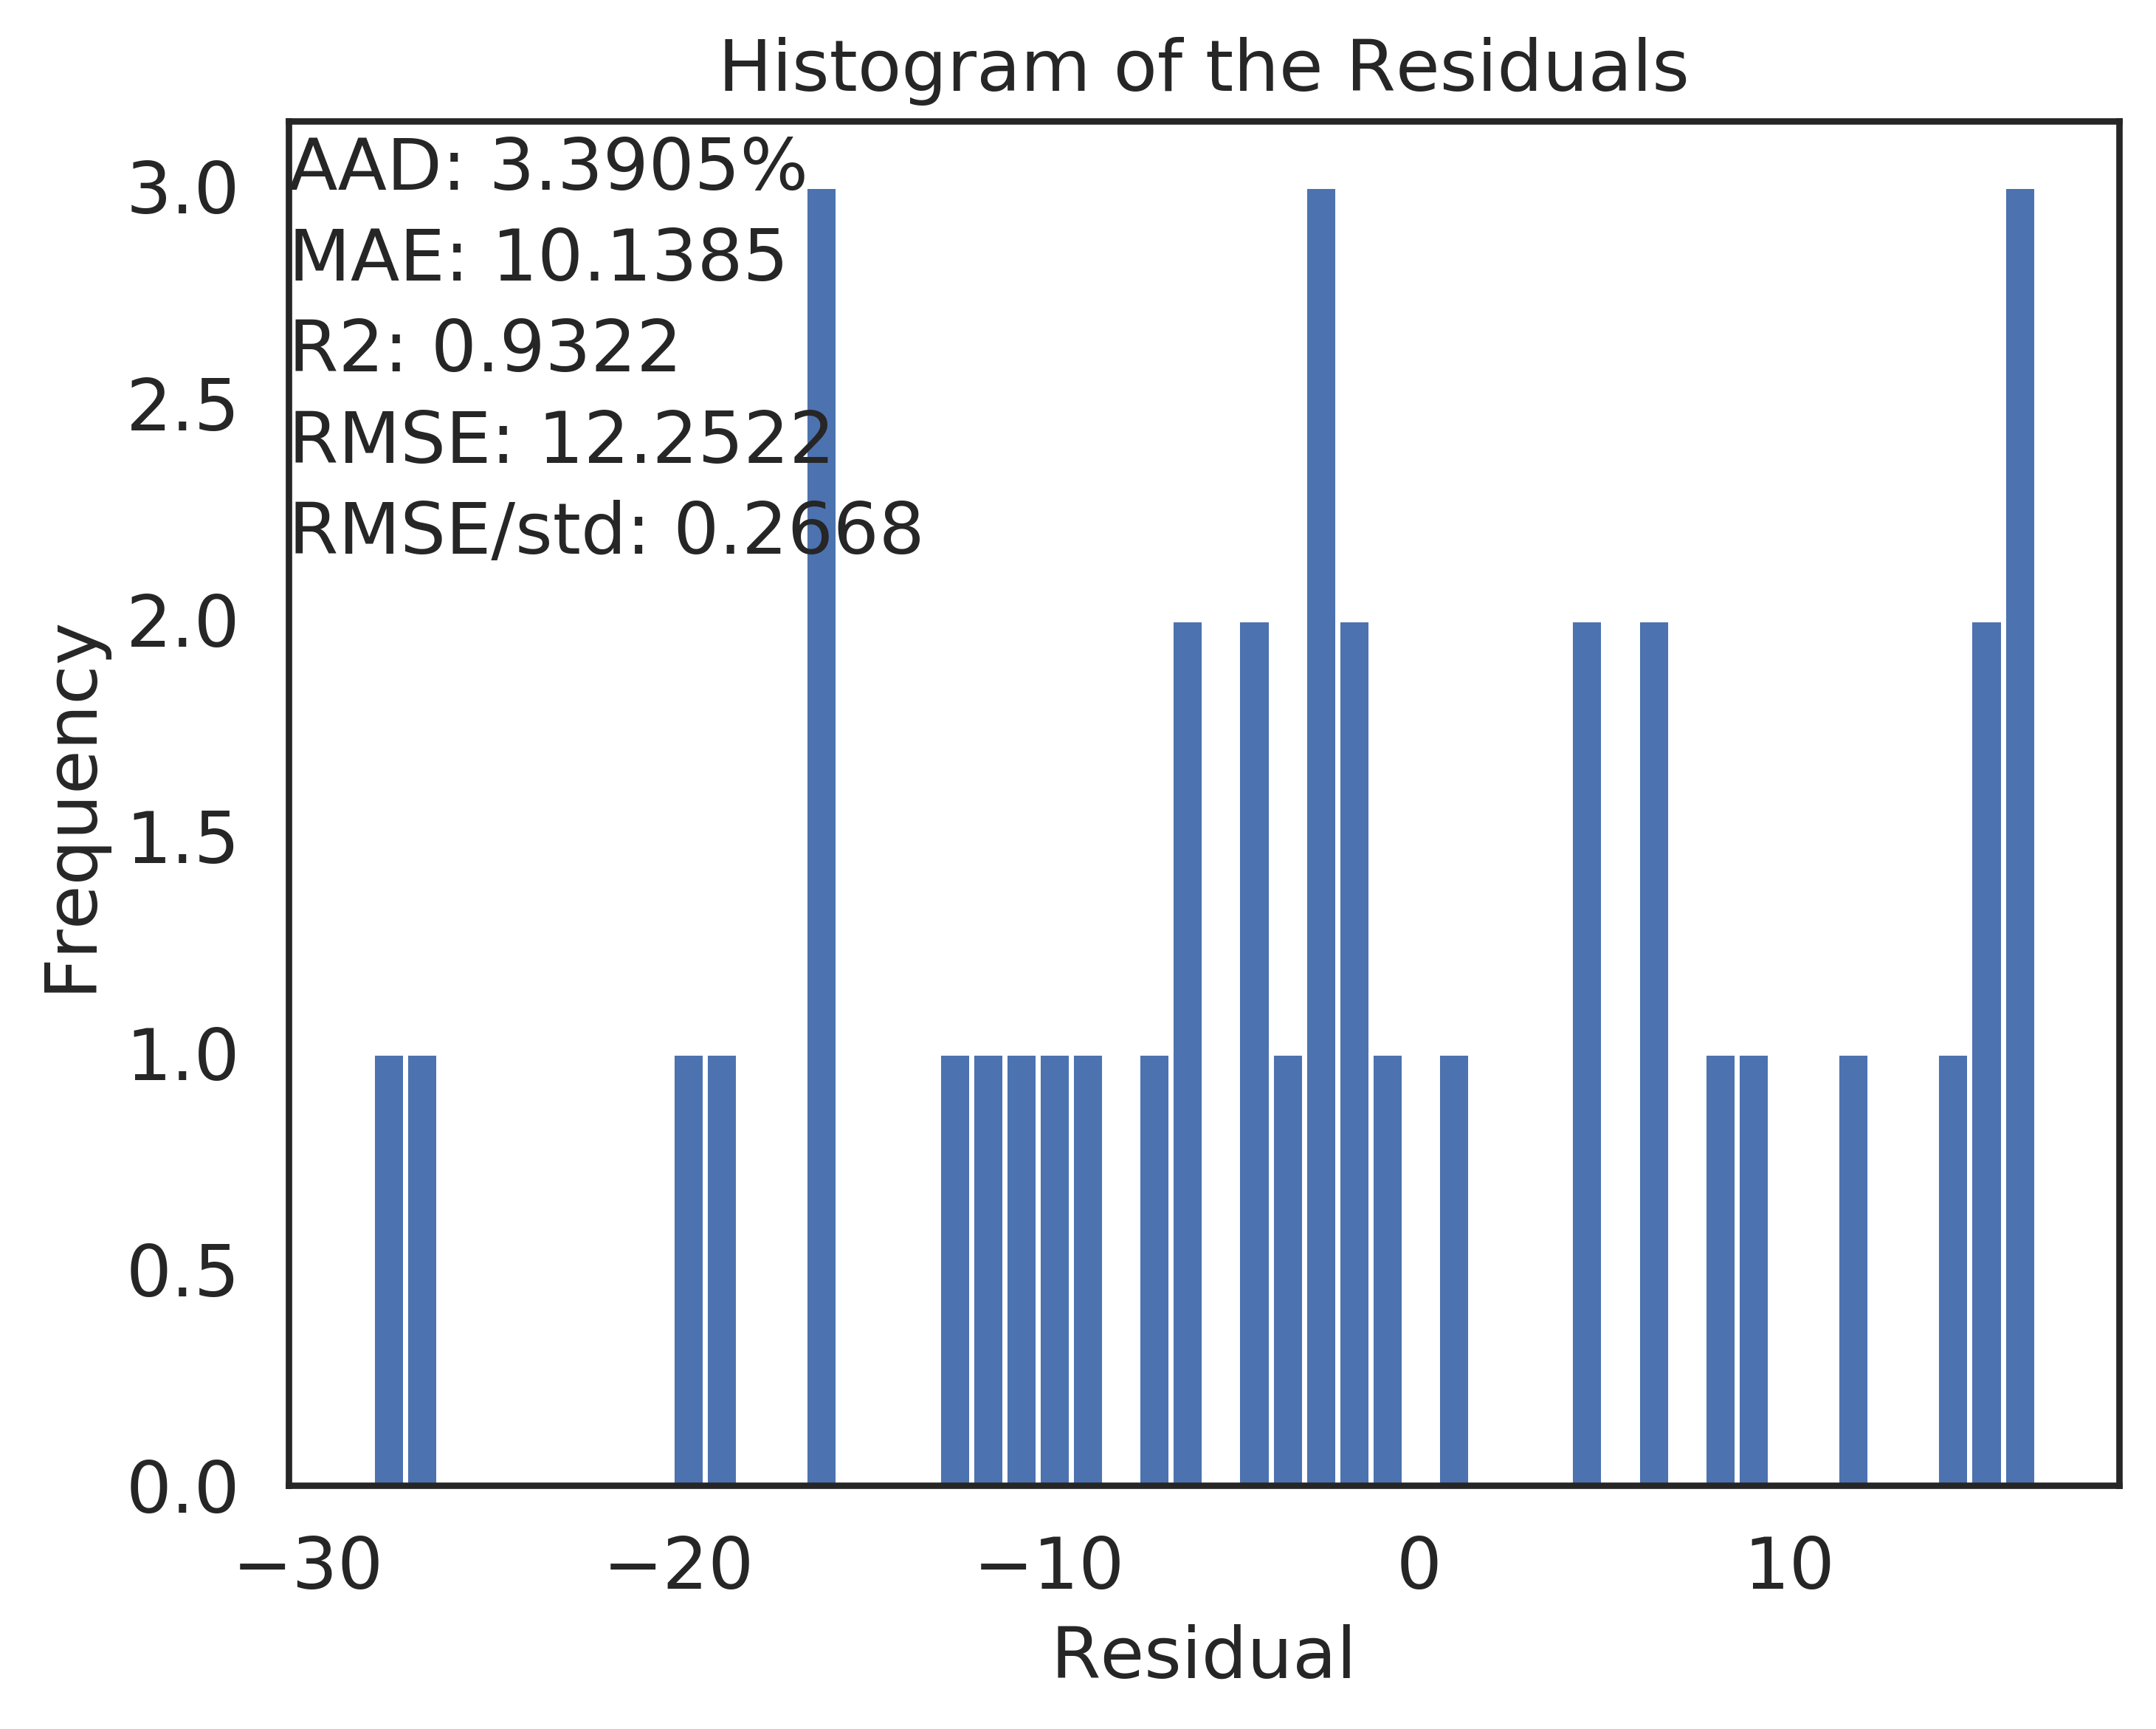 Histogram of the Residuals
AAD: 3.3905%
MAE: 10.1385
R2: 0.9322
RMSE: 12.2522
RMSE/std: 0.2668
3.0
2.5
2.0
1.5
1.0
0.5
0.0
Frequency
−30 −20 −10 0 10
Residual